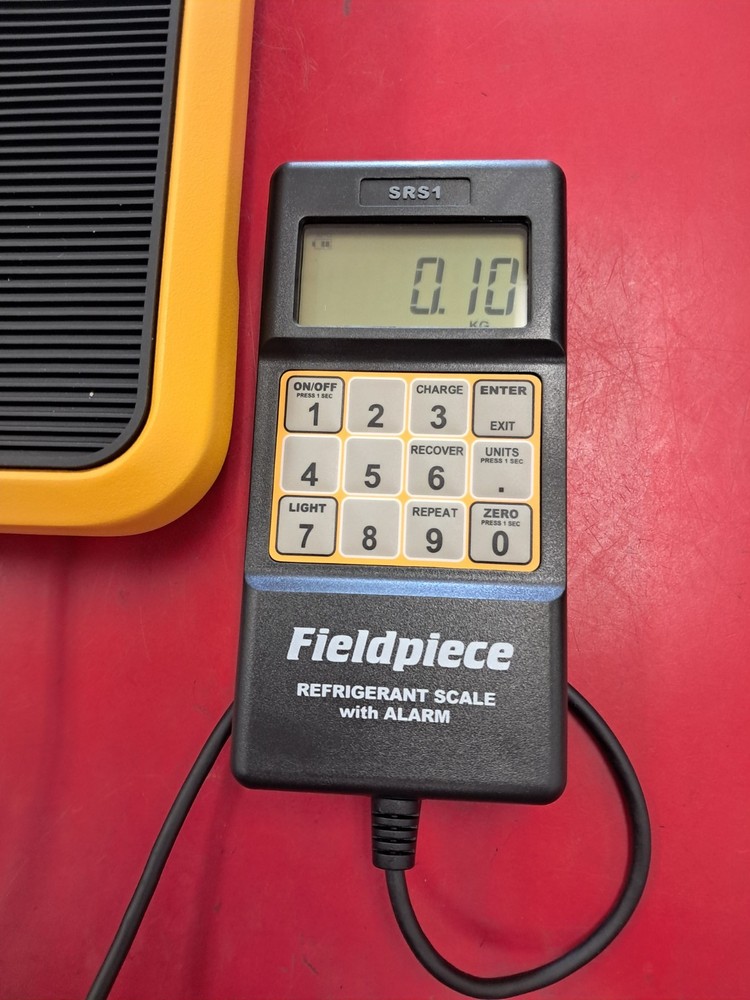 SRS1
0.10
KG
ON/OFF
PRESS 1 SEC
1
2
CHARGE
3
ENTER
EXIT
4
5
RECOVER
6
UNITS
PRESS 1 SEC
.
LIGHT
7
8
REPEAT
9
ZERO
PRESS 1 SEC
0
Fieldpiece
REFRIGERANT SCALE
with ALARM